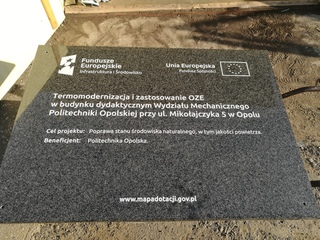 Fundusze
Europejskie
Infrastruktura i Środowisko
Unia Europejska
Fundusz Spójności
Termomodernizacja i zastosowanie OZE
w budynku dydaktycznym Wydziału Mechanicznego
Politechniki Opolskiej przy ul. Mikołajczyka 5 w Opolu
Cel projektu: Poprawa stanu środowiska naturalnego, w tym jakości powietrza.
Beneficjent: Politechnika Opolska.
www.mapadotacji.gov.pl